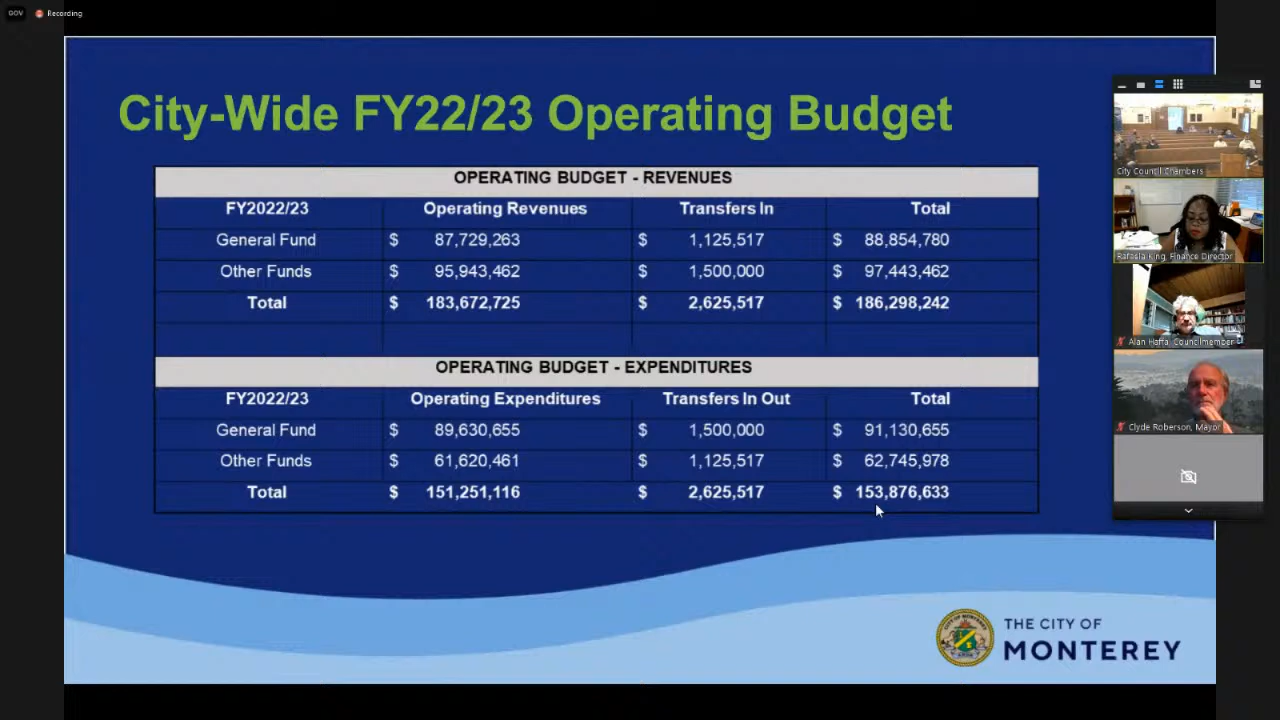 GOV Recording
City-Wide FY22/23 Operating Budget
OPERATING BUDGET - REVENUES
FY2022/23 Operating Revenues Transfers In Total
General Fund $ 87,729,263 $ 1,125,517 $ 88,854,780
Other Funds $ 95,943,462 $ 1,500,000 $ 97,443,462
Total $ 183,672,725 $ 2,625,517 $ 186,298,242
OPERATING BUDGET - EXPENDITURES
FY2022/23 Operating Expenditures Transfers In Out Total
General Fund $ 89,630,655 $ 1,500,000 $ 91,130,655
Other Funds $ 61,620,461 $ 1,125,517 $ 62,745,978
Total $ 151,251,116 $ 2,625,517 $ 153,876,633
THE CITY OF
MONTEREY
City Council Chambers
Rafaela King, Finance Director
Alan Haffa, Councilmember
Clyde Roberson, Mayor